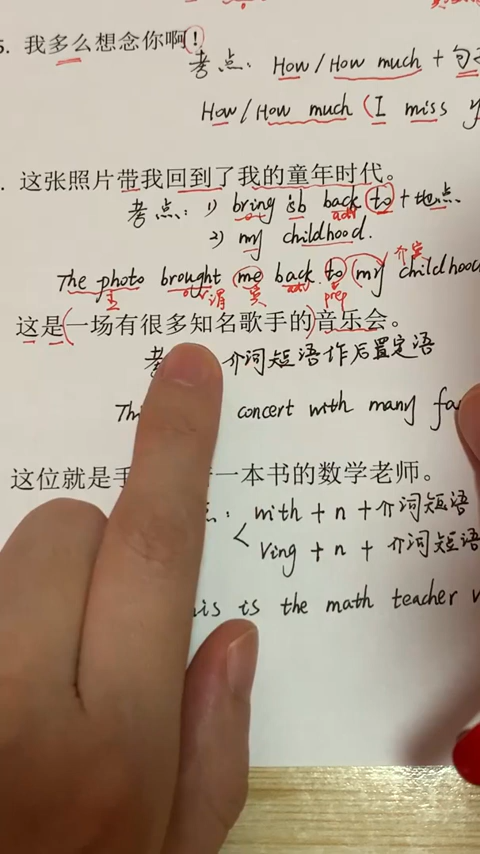 5. 我多么想念你啊！
考点：How / How much + 句
How / How much (I miss y
. 这张照片带我回到了我的童年时代。
考点：1) bring sb back to + 地点
adv
2) my childhood.
介宾
The photo brought me back to my childhood
主 谓 宾 adv prep
这是(一场有很多知名歌手的)音乐会。
考 介词短语作后置定语
Thi concert with many fa
这位就是手 一本书的数学老师。
点：with + n + 介词短语
Ving + n + 介词短语
his is the math teacher w